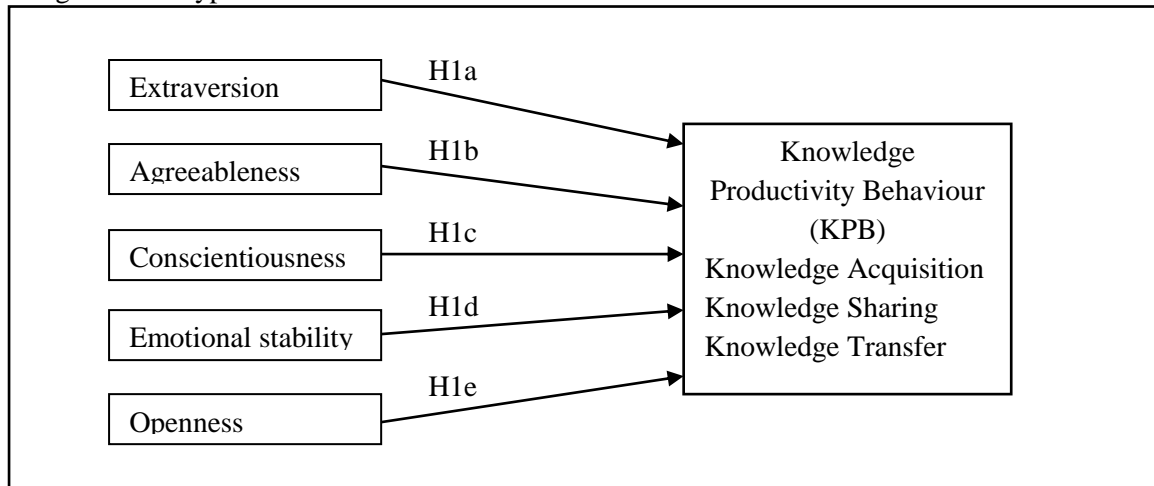 Extraversion
H1a
Agreeableness
H1b
Conscientiousness
H1c
Emotional stability
H1d
Openness
H1e
Knowledge
Productivity Behaviour
(KPB)
Knowledge Acquisition
Knowledge Sharing
Knowledge Transfer